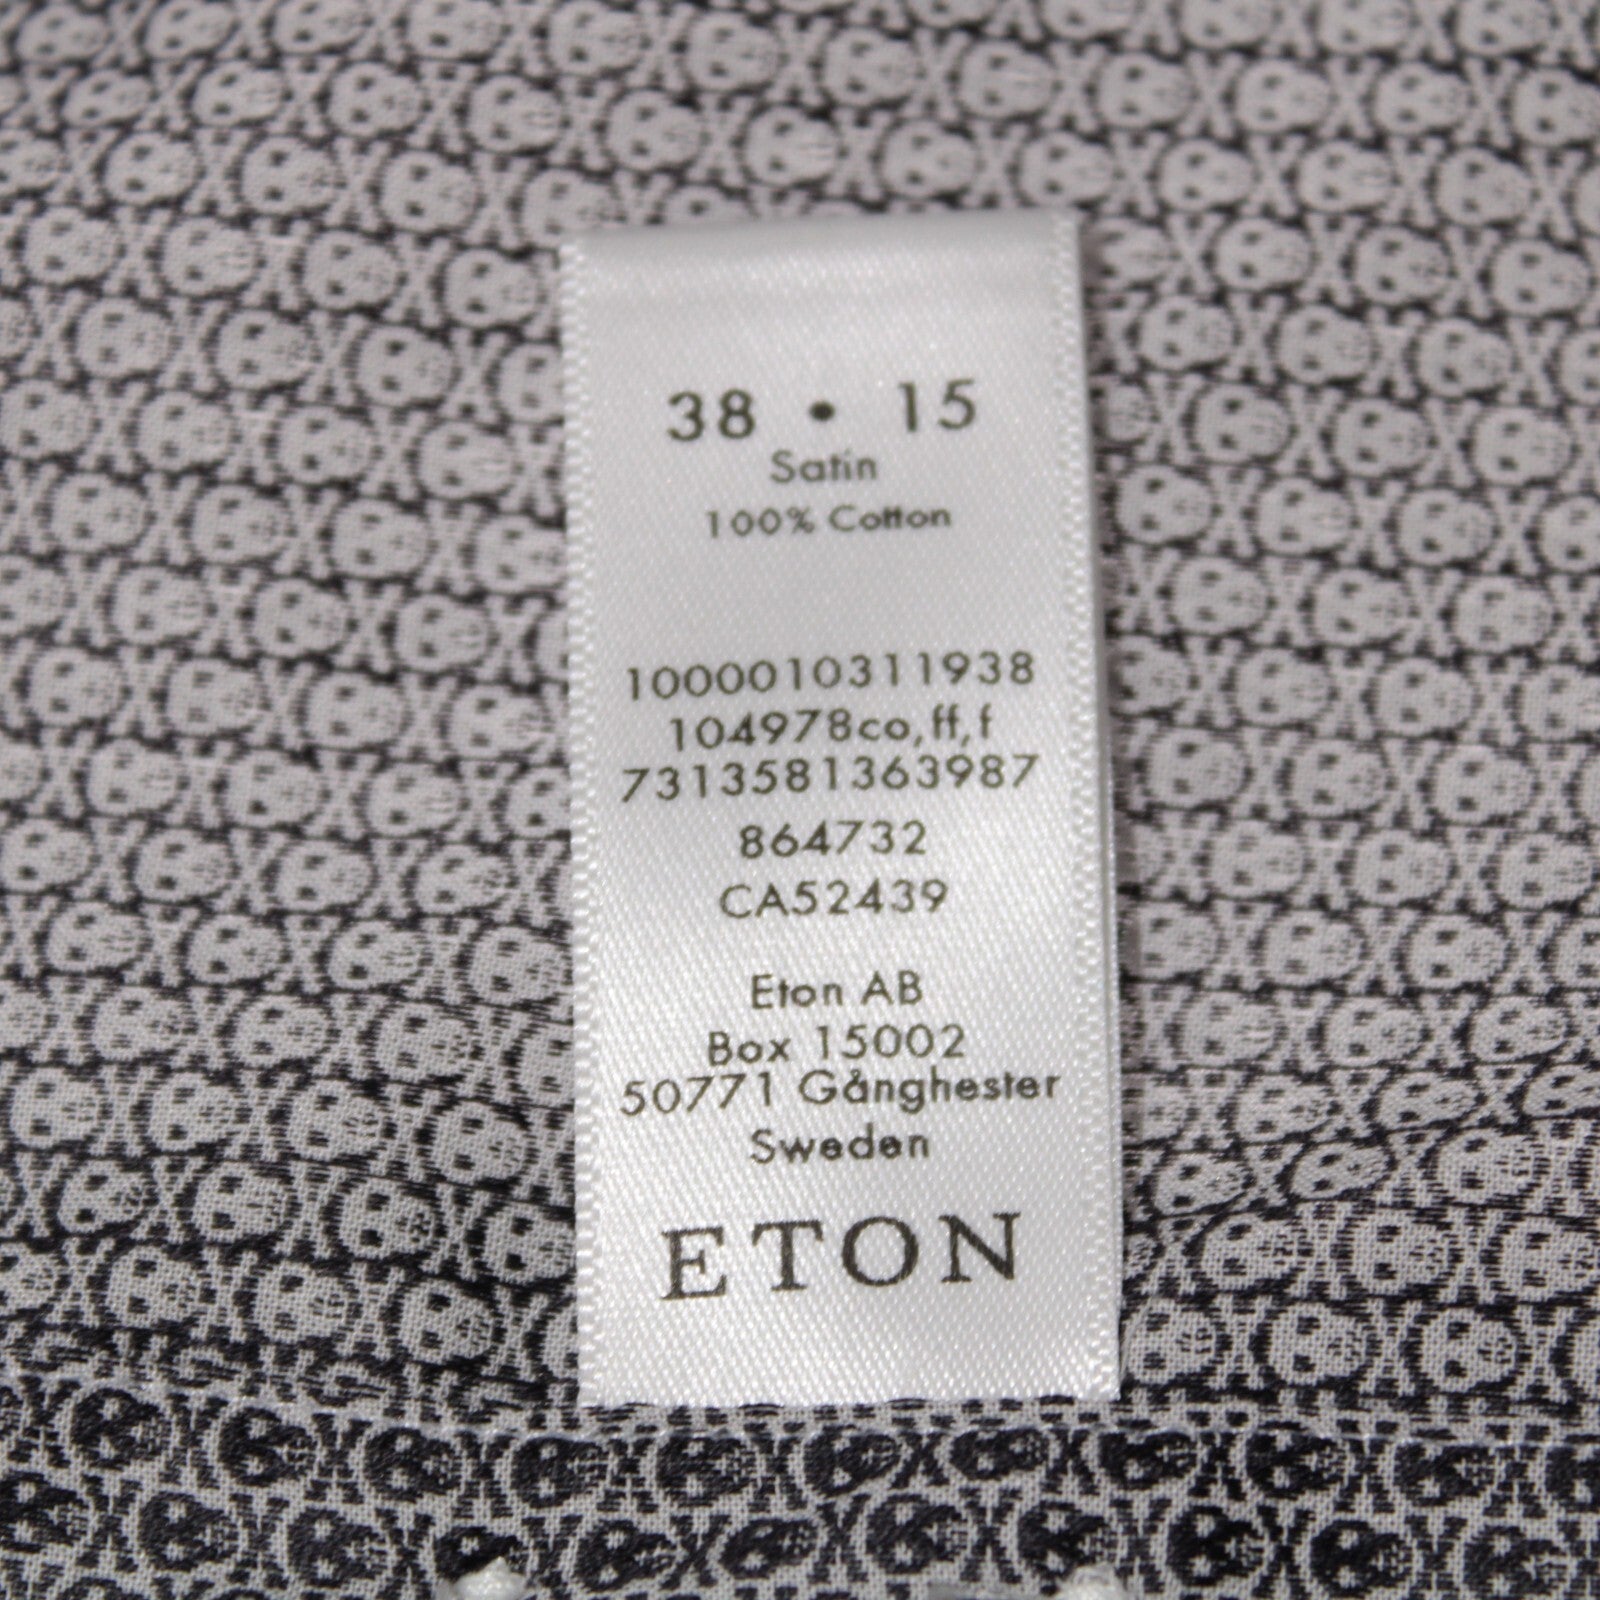 38 • 15
Satin
100% Cotton
1000010311938
104978co,ff,f
7313581363987
864732
CA52439
Eton AB
Box 15002
50771 Gånghester
Sweden
ETON